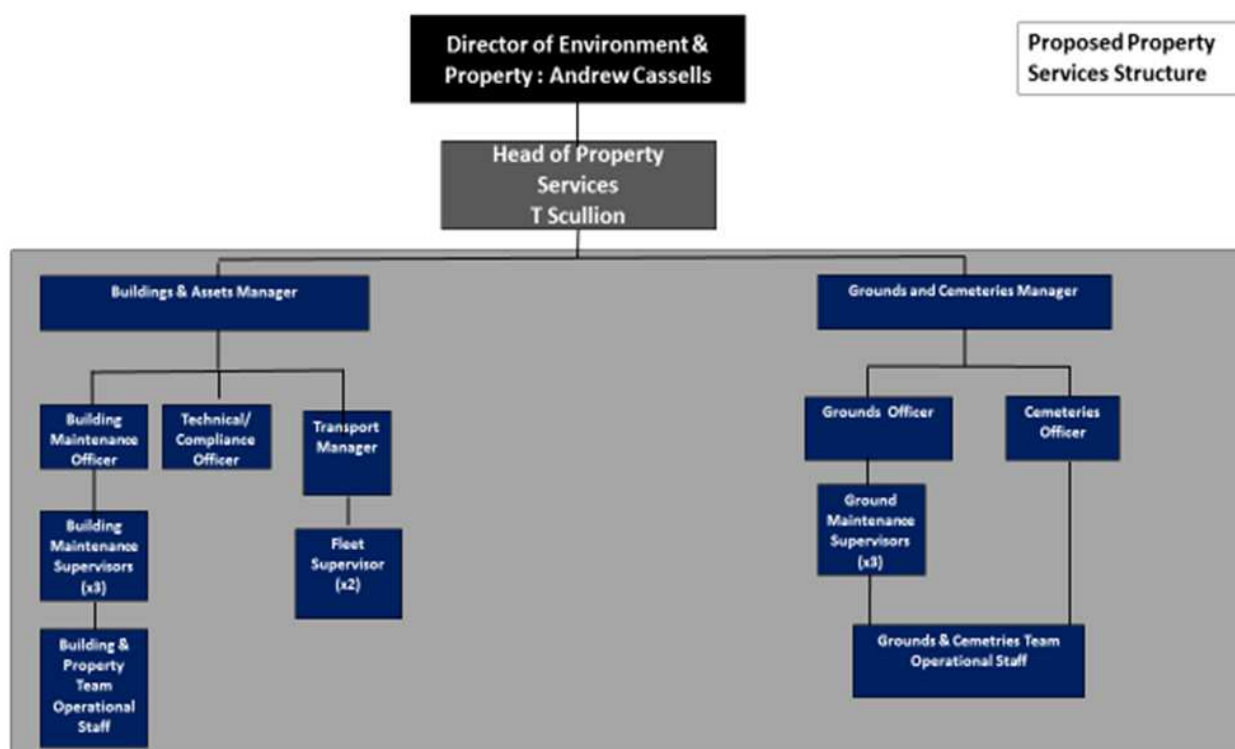 Director of Environment &
Property : Andrew Cassells
Proposed Property
Services Structure
Head of Property
Services
T Scullion
Buildings & Assets Manager
Grounds and Cemeteries Manager
Building
Maintenance
Officer
Technical/
Compliance
Officer
Transport
Manager
Grounds Officer
Cemeteries
Officer
Building
Maintenance
Supervisors
(x3)
Fleet
Supervisor
(x2)
Ground
Maintenance
Supervisors
(x3)
Building &
Property
Team
Operational
Staff
Grounds & Cemetries Team
Operational Staff